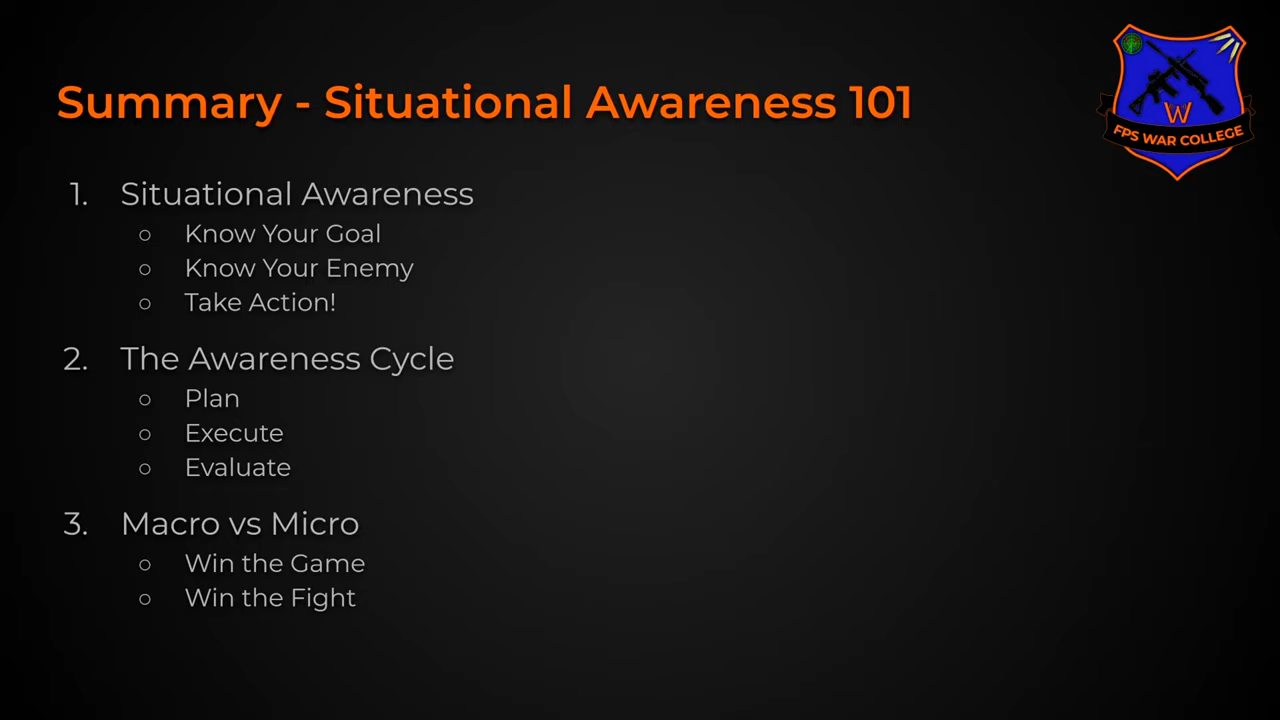 Summary - Situational Awareness 101
W
FPS WAR COLLEGE
1. Situational Awareness
○ Know Your Goal
○ Know Your Enemy
○ Take Action!
2. The Awareness Cycle
○ Plan
○ Execute
○ Evaluate
3. Macro vs Micro
○ Win the Game
○ Win the Fight